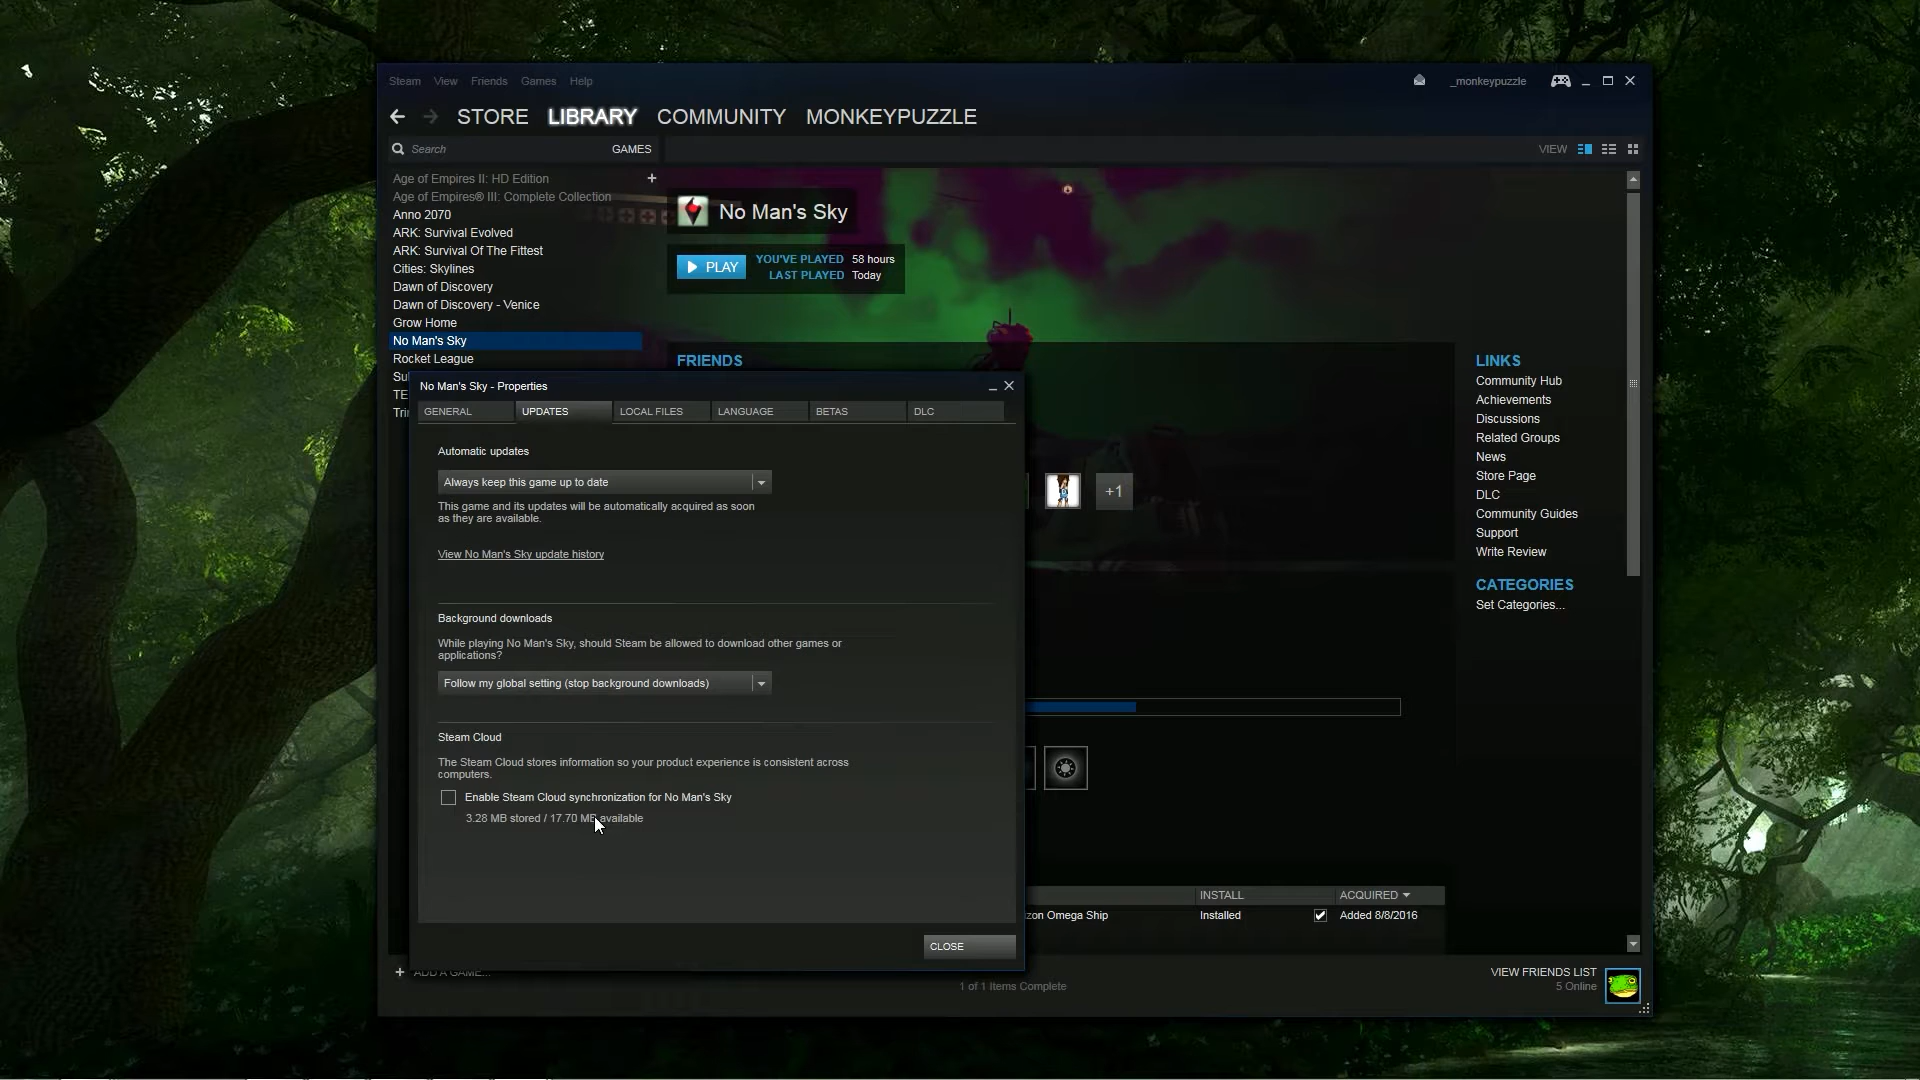 Steam View Friends Games Help
_monkeypuzzle
STORE LIBRARY COMMUNITY MONKEYPUZZLE
Search
GAMES
VIEW
Age of Empires II: HD Edition
+
Age of Empires® III: Complete Collection
Anno 2070
ARK: Survival Evolved
ARK: Survival Of The Fittest
Cities: Skylines
Dawn of Discovery
Dawn of Discovery - Venice
Grow Home
No Man's Sky
Rocket League
Su
TE
Tri
No Man's Sky
PLAY
YOU'VE PLAYED 58 hours
LAST PLAYED Today
FRIENDS
+1
LINKS
Community Hub
Achievements
Discussions
Related Groups
News
Store Page
DLC
Community Guides
Support
Write Review
CATEGORIES
Set Categories...
No Man's Sky - Properties
GENERAL UPDATES LOCAL FILES LANGUAGE BETAS DLC
Automatic updates
Always keep this game up to date
This game and its updates will be automatically acquired as soon
as they are available.
View No Man's Sky update history
Background downloads
While playing No Man's Sky, should Steam be allowed to download other games or
applications?
Follow my global setting (stop background downloads)
Steam Cloud
The Steam Cloud stores information so your product experience is consistent across
computers.
Enable Steam Cloud synchronization for No Man's Sky
3.28 MB stored / 17.70 MB available
CLOSE
INSTALL ACQUIRED
zon Omega Ship Installed Added 8/8/2016
+ ADD A GAME...
1 of 1 Items Complete
VIEW FRIENDS LIST
5 Online